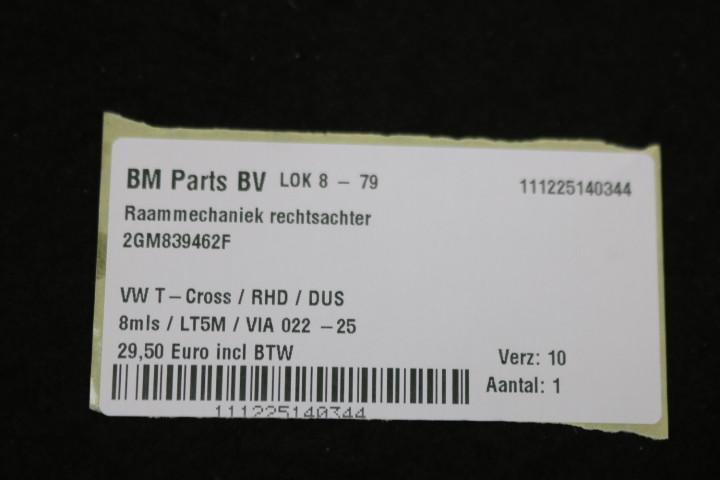 BM Parts BV LOK 8 - 79 111225140344
Raammechaniek rechtsachter
2GM839462F
VW T-Cross / RHD / DUS
8mls / LT5M / VIA 022 -25
29,50 Euro incl BTW Verz: 10
Aantal: 1
111225140344